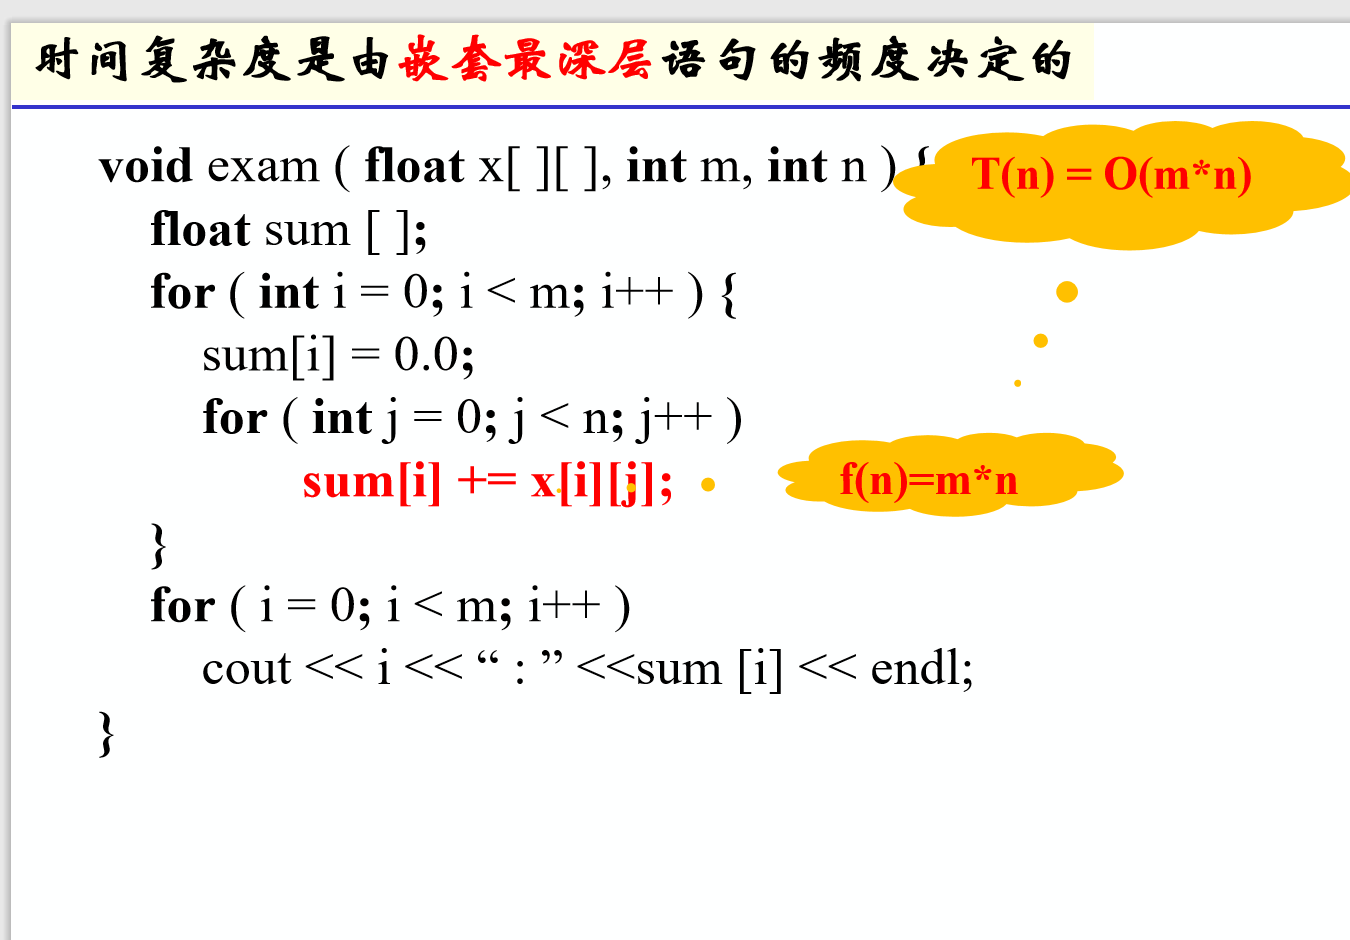 时间复杂度是由嵌套最深层语句的频度决定的
void exam ( float x[ ][ ], int m, int n ) {
T(n) = O(m*n)
float sum [ ];
for ( int i = 0; i < m; i++ ) {
sum[i] = 0.0;
for ( int j = 0; j < n; j++ )
sum[i] += x[i][j];
f(n)=m*n
}
for ( i = 0; i < m; i++ )
cout << i << “ : ” <<sum [i] << endl;
}